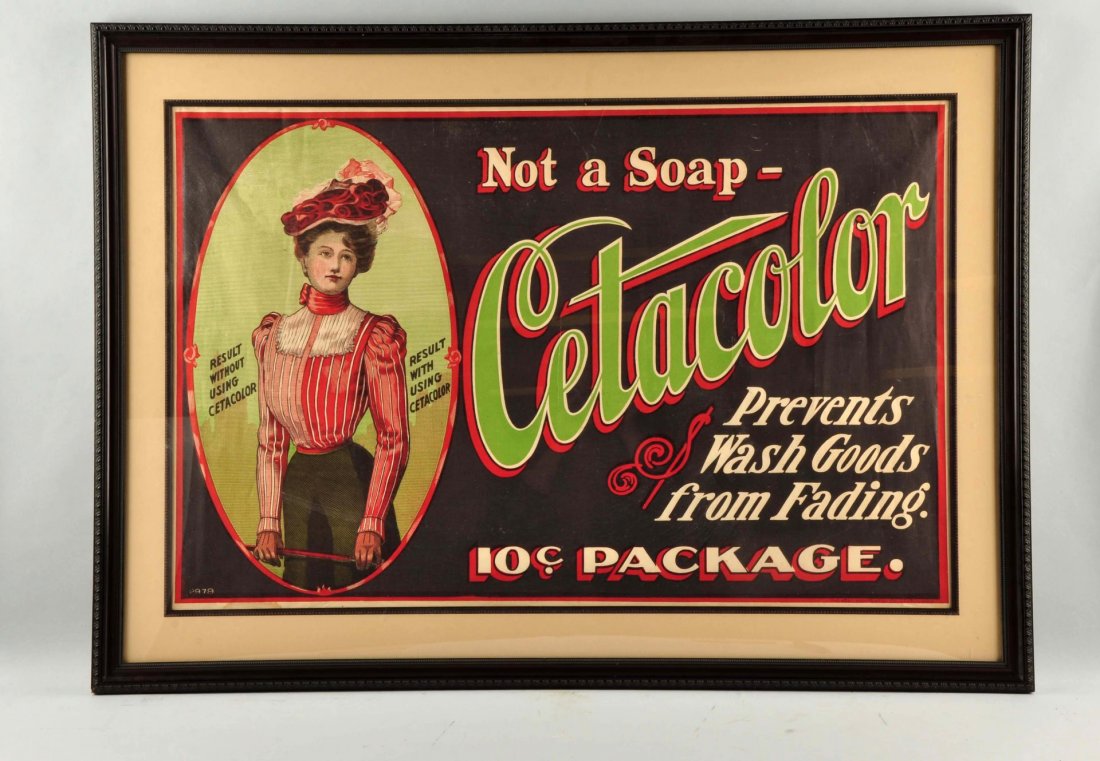 Not a Soap -
Cetacolor
Prevents
Wash Goods
from Fading.
10¢ PACKAGE.
RESULT
WITHOUT
USING
CETACOLOR
RESULT
WITH
USING
CETACOLOR